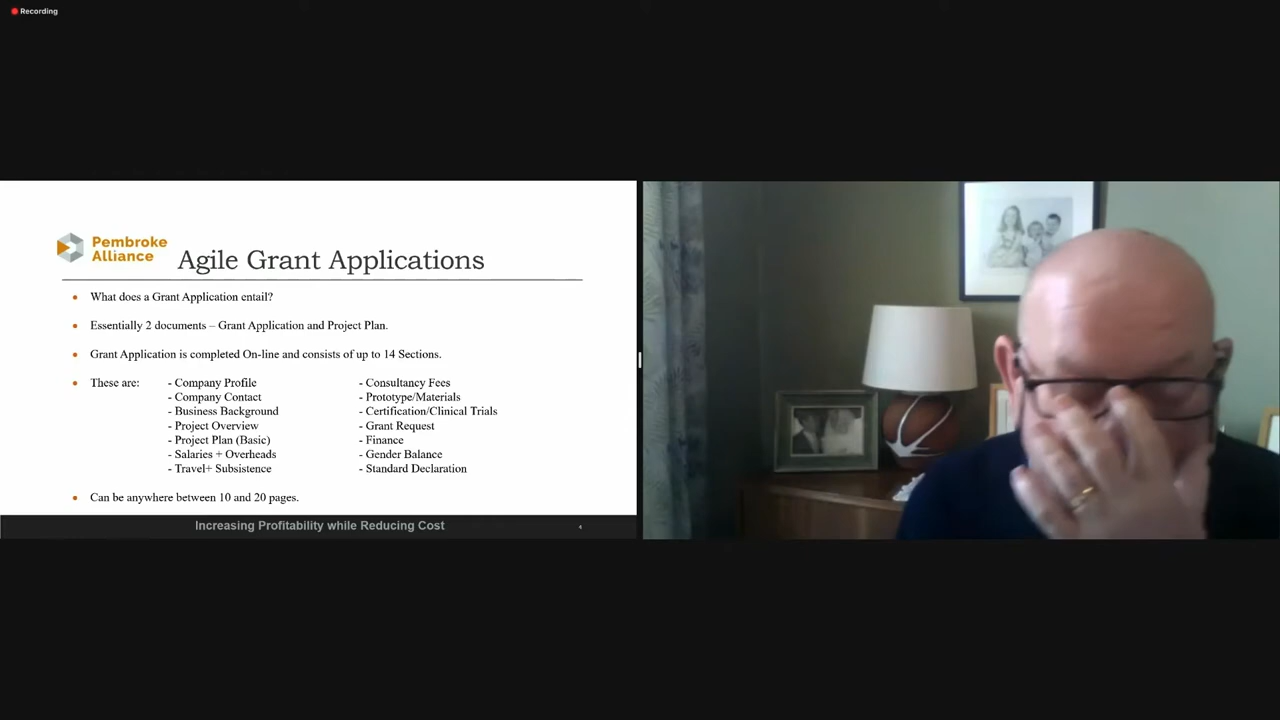 Recording
Pembroke
Alliance
Agile Grant Applications
What does a Grant Application entail?
Essentially 2 documents – Grant Application and Project Plan.
Grant Application is completed On-line and consists of up to 14 Sections.
These are:
- Company Profile
- Company Contact
- Business Background
- Project Overview
- Project Plan (Basic)
- Salaries + Overheads
- Travel+ Subsistence
- Consultancy Fees
- Prototype/Materials
- Certification/Clinical Trials
- Grant Request
- Finance
- Gender Balance
- Standard Declaration
Can be anywhere between 10 and 20 pages.
Increasing Profitability while Reducing Cost
4